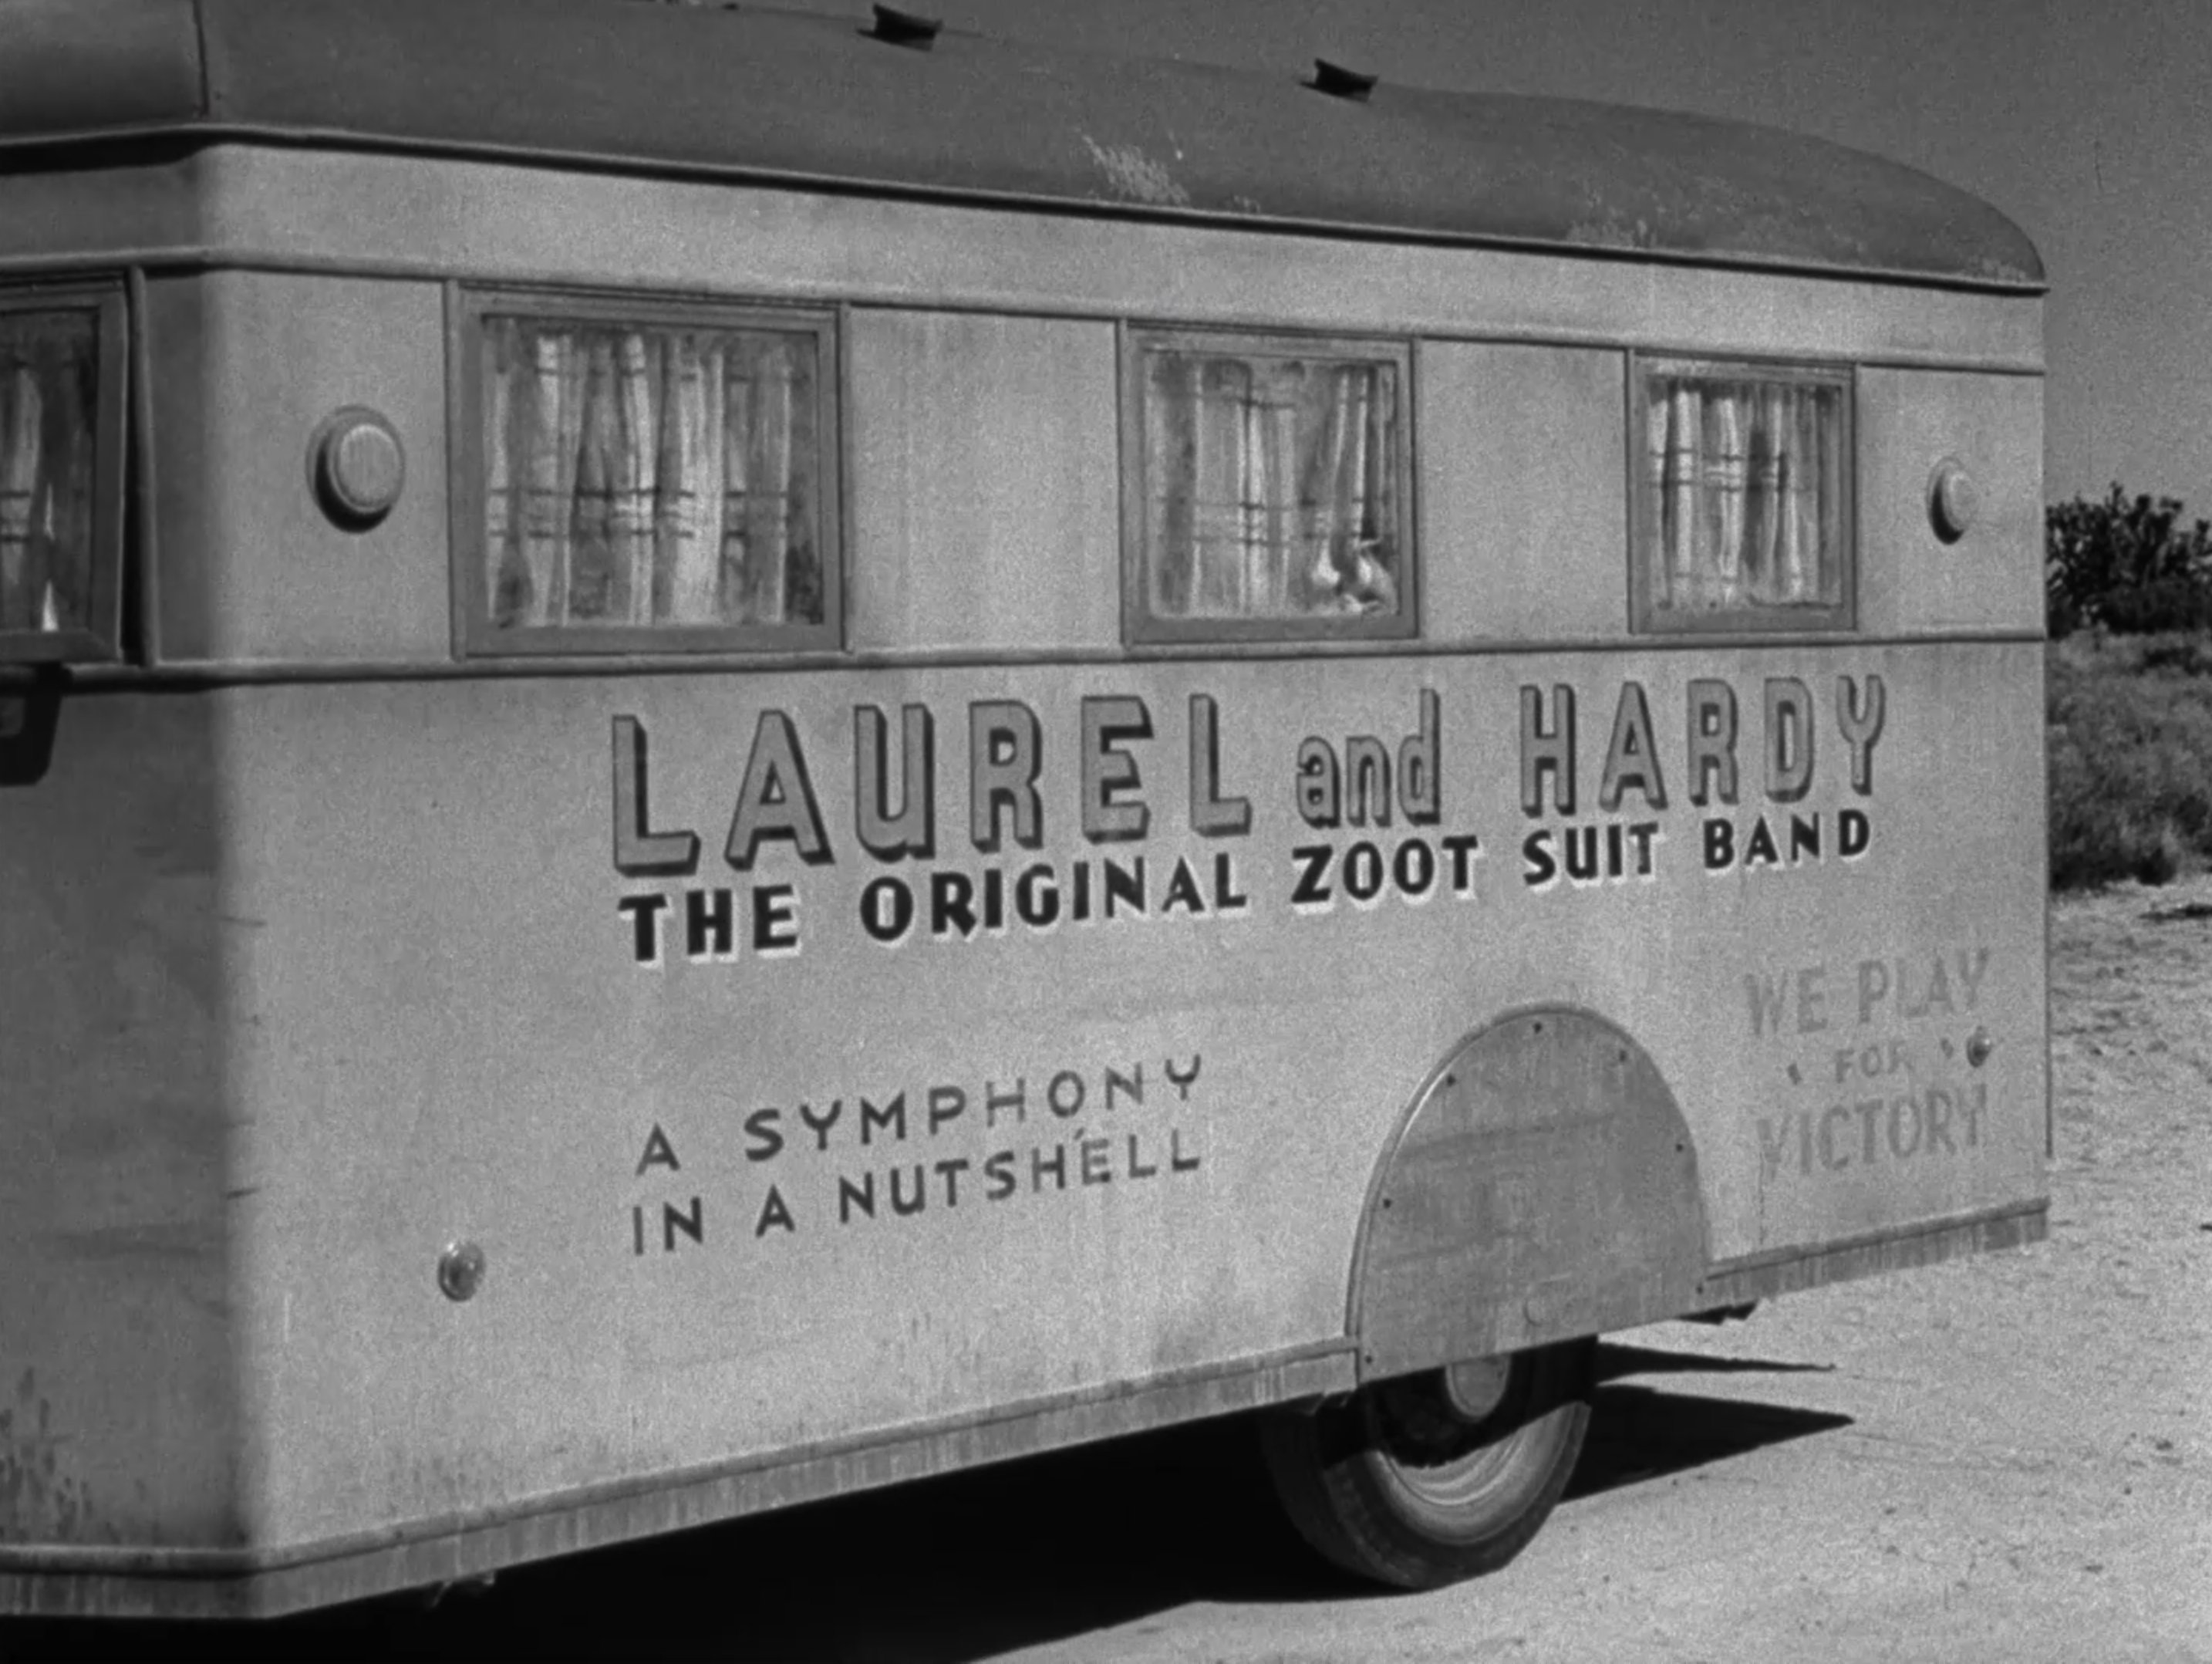 LAUREL and HARDY
THE ORIGINAL ZOOT SUIT BAND
A SYMPHONY
IN A NUTSHELL
WE PLAY
FOR
VICTORY